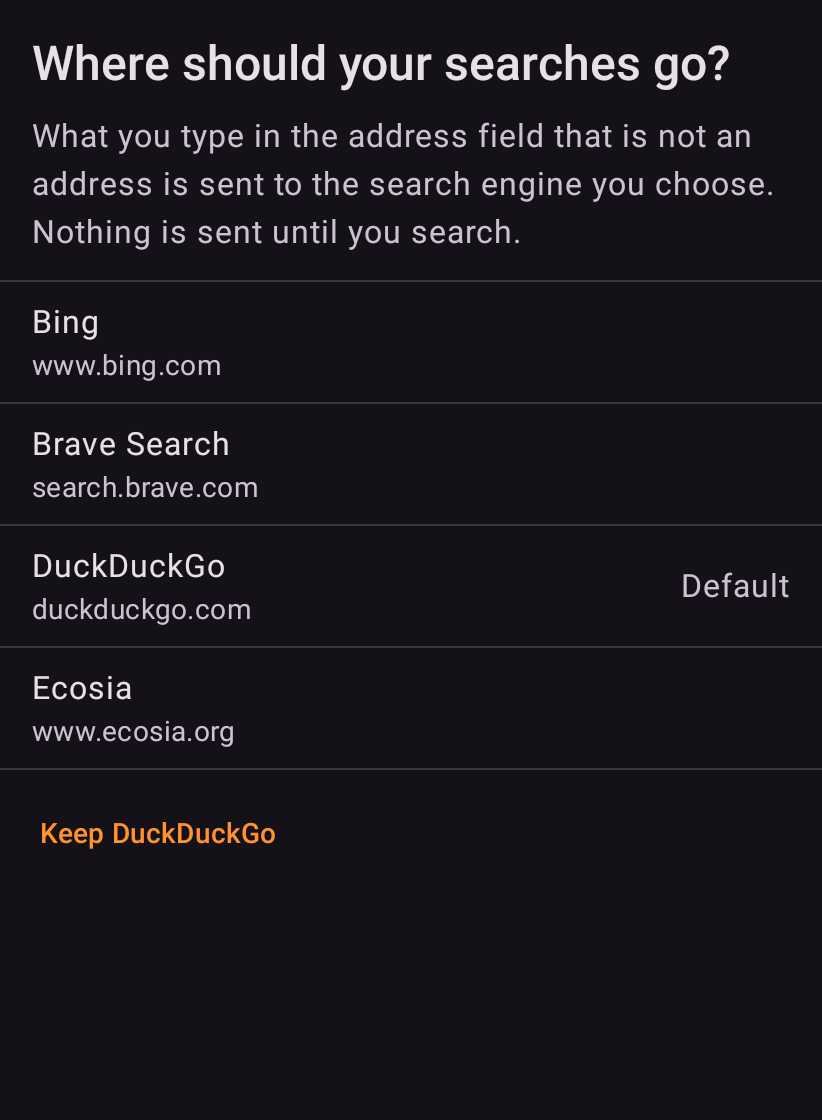 Where should your searches go?
What you type in the address field that is not an
address is sent to the search engine you choose.
Nothing is sent until you search.
Bing
www.bing.com
Brave Search
search.brave.com
DuckDuckGo
duckduckgo.com
Default
Ecosia
www.ecosia.org
Keep DuckDuckGo